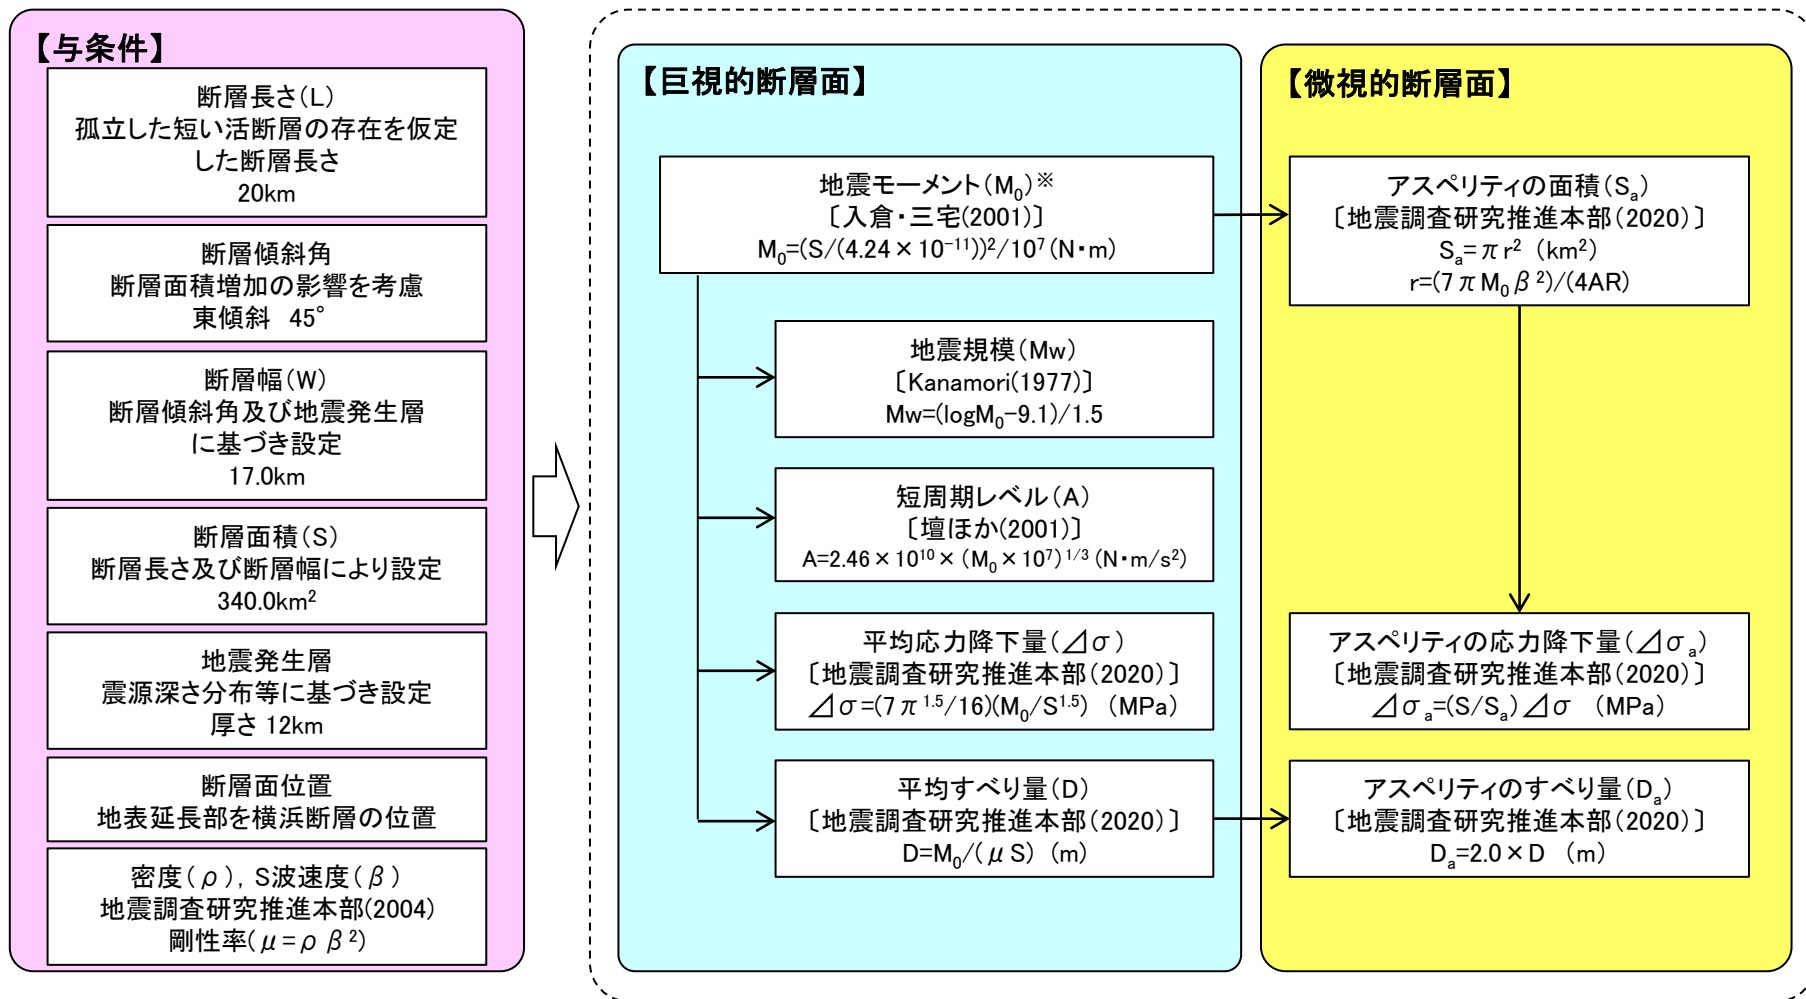 【与条件】
断層長さ(L)
孤立した短い活断層の存在を仮定
した断層長さ
20km
断層傾斜角
断層面積増加の影響を考慮
東傾斜 45°
断層幅(W)
断層傾斜角及び地震発生層
に基づき設定
17.0km
断層面積(S)
断層長さ及び断層幅により設定
340.0km²
地震発生層
震源深さ分布等に基づき設定
厚さ 12km
断層面位置
地表延長部を横浜断層の位置
密度(ρ), S波速度(β)
地震調査研究推進本部(2004)
剛性率(μ=ρβ²)
【巨視的断層面】
地震モーメント(M₀)※
〔入倉・三宅(2001)〕
M₀=(S/(4.24×10⁻¹¹))²/10⁷(N・m)
地震規模(Mw)
〔Kanamori(1977)〕
Mw=(logM₀-9.1)/1.5
短周期レベル(A)
〔壇ほか(2001)〕
A=2.46×10¹⁰×(M₀×10⁷)¹/³(N・m/s²)
平均応力降下量(⊿σ)
〔地震調査研究推進本部(2020)〕
⊿σ=(7π¹·⁵/16)(M₀/S¹·⁵) (MPa)
平均すべり量(D)
〔地震調査研究推進本部(2020)〕
D=M₀/(μS) (m)
【微視的断層面】
アスペリティの面積(Sₐ)
〔地震調査研究推進本部(2020)〕
Sₐ=πr² (km²)
r=(7πM₀β²)/(4AR)
アスペリティの応力降下量(⊿σₐ)
〔地震調査研究推進本部(2020)〕
⊿σₐ=(S/Sₐ)⊿σ (MPa)
アスペリティのすべり量(Dₐ)
〔地震調査研究推進本部(2020)〕
Dₐ=2.0×D (m)